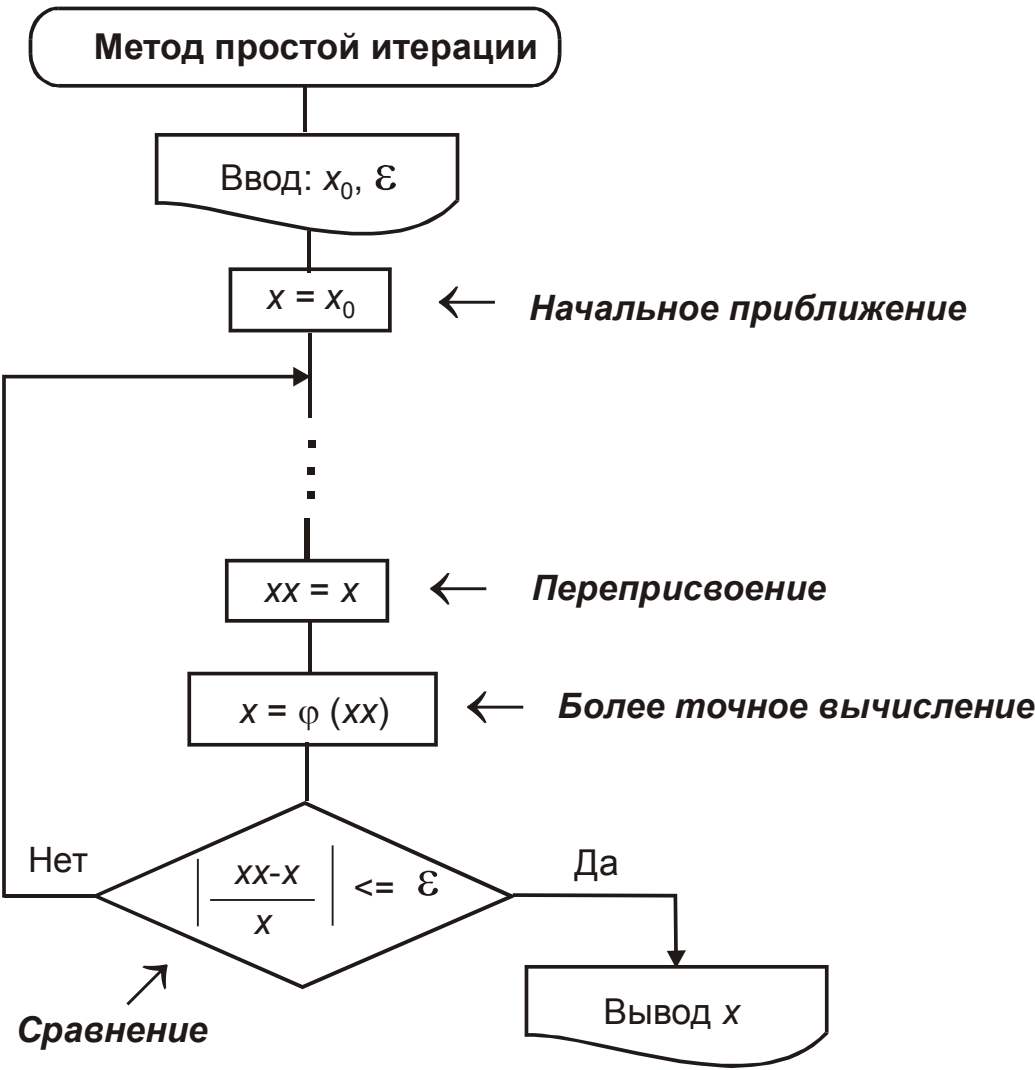 Метод простой итерации
Ввод: x₀, ε
x = x₀
← Начальное приближение
xx = x
← Переприсвоение
x = φ (xx)
← Более точное вычисление
Нет
| xx-x / x | <= ε
Да
Сравнение
Вывод x